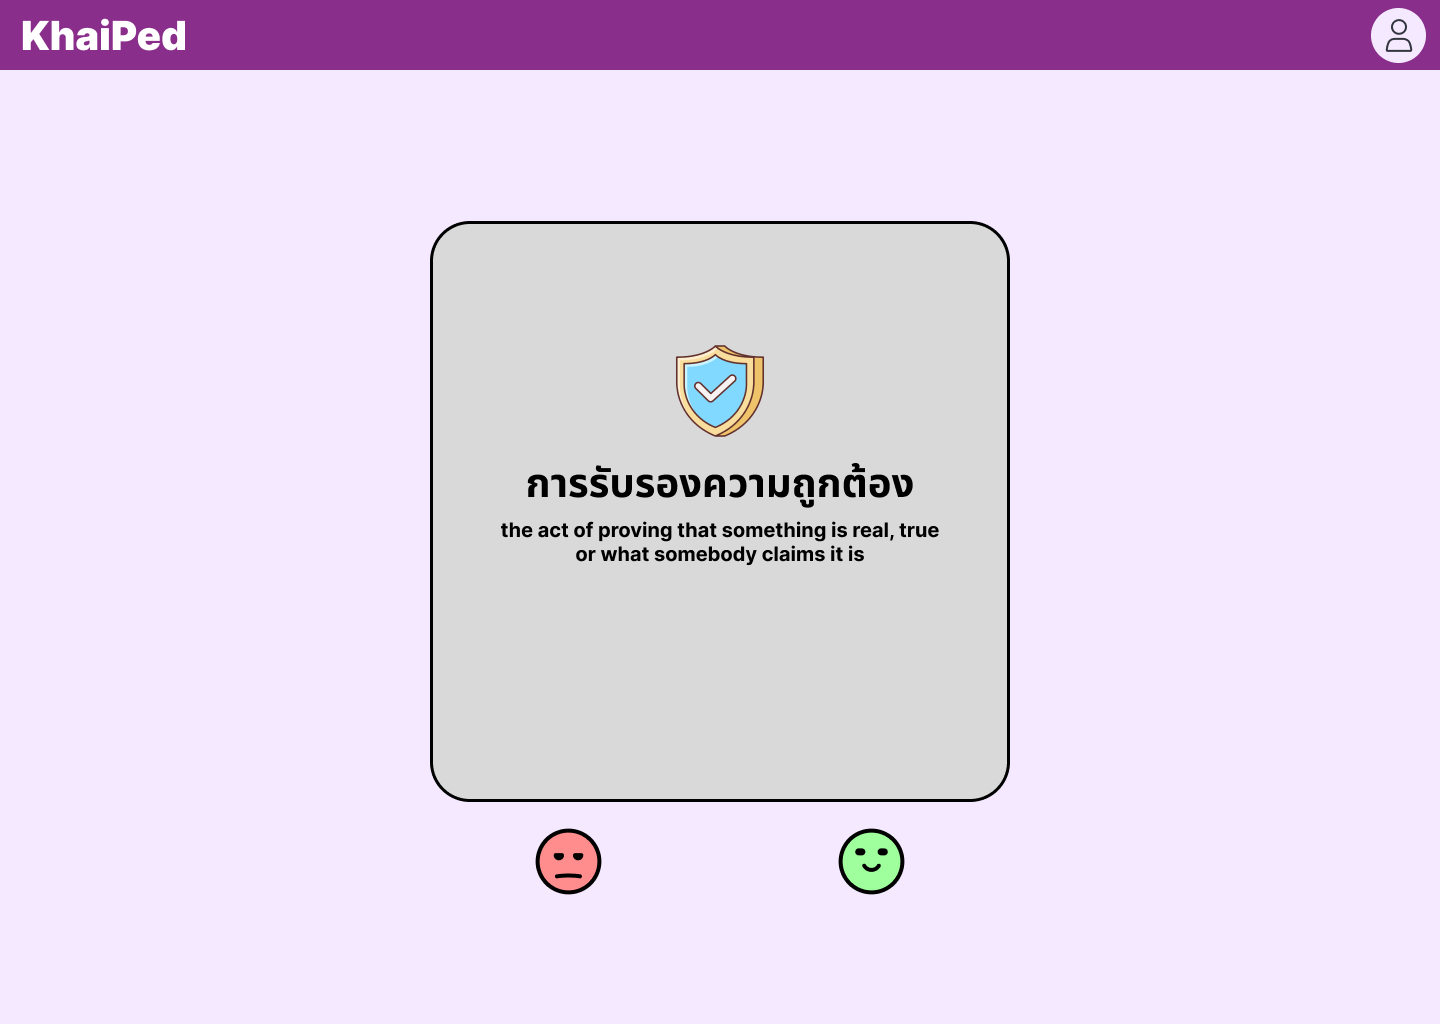 KhaiPed
การรับรองความถูกต้อง
the act of proving that something is real, true
or what somebody claims it is